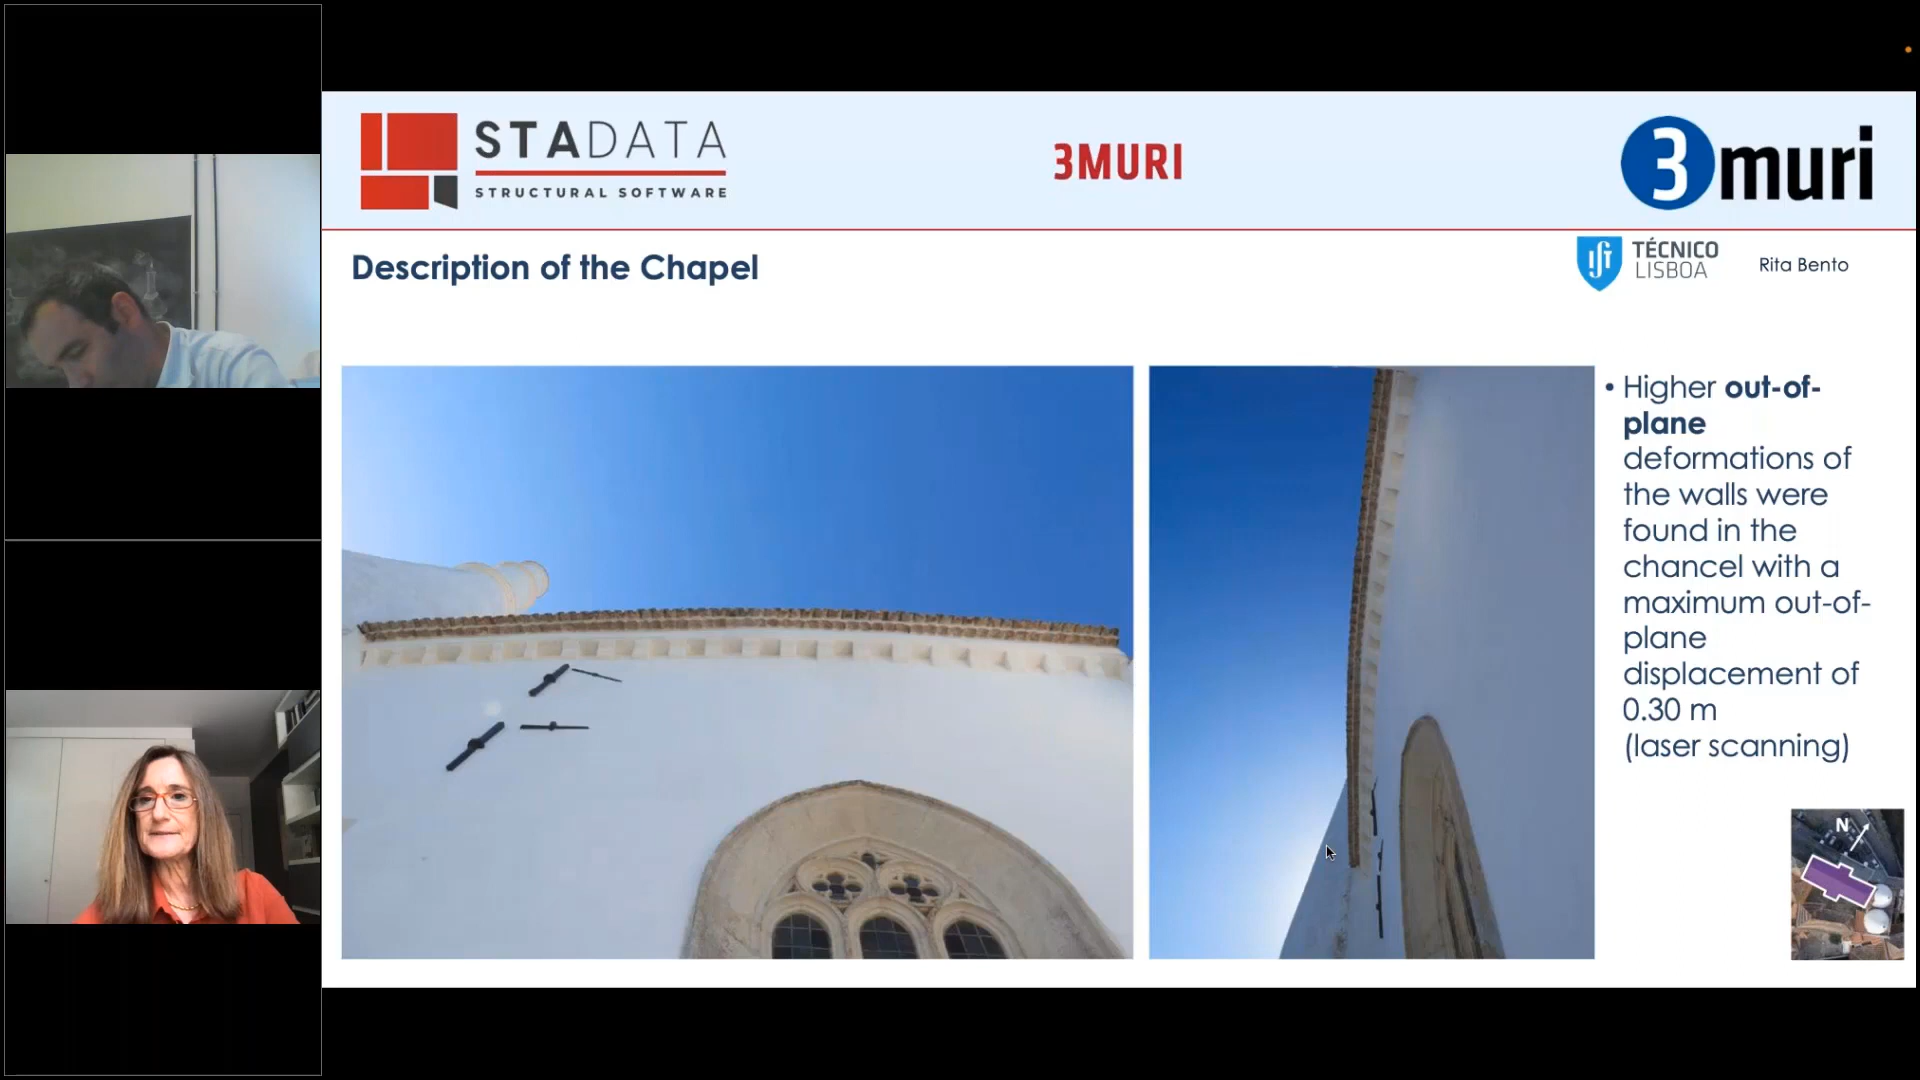 STADATA
STRUCTURAL SOFTWARE
3MURI
3muri
Description of the Chapel
TÉCNICO
LISBOA
Rita Bento
• Higher out-of-
plane
deformations of
the walls were
found in the
chancel with a
maximum out-of-
plane
displacement of
0.30 m
(laser scanning)
N